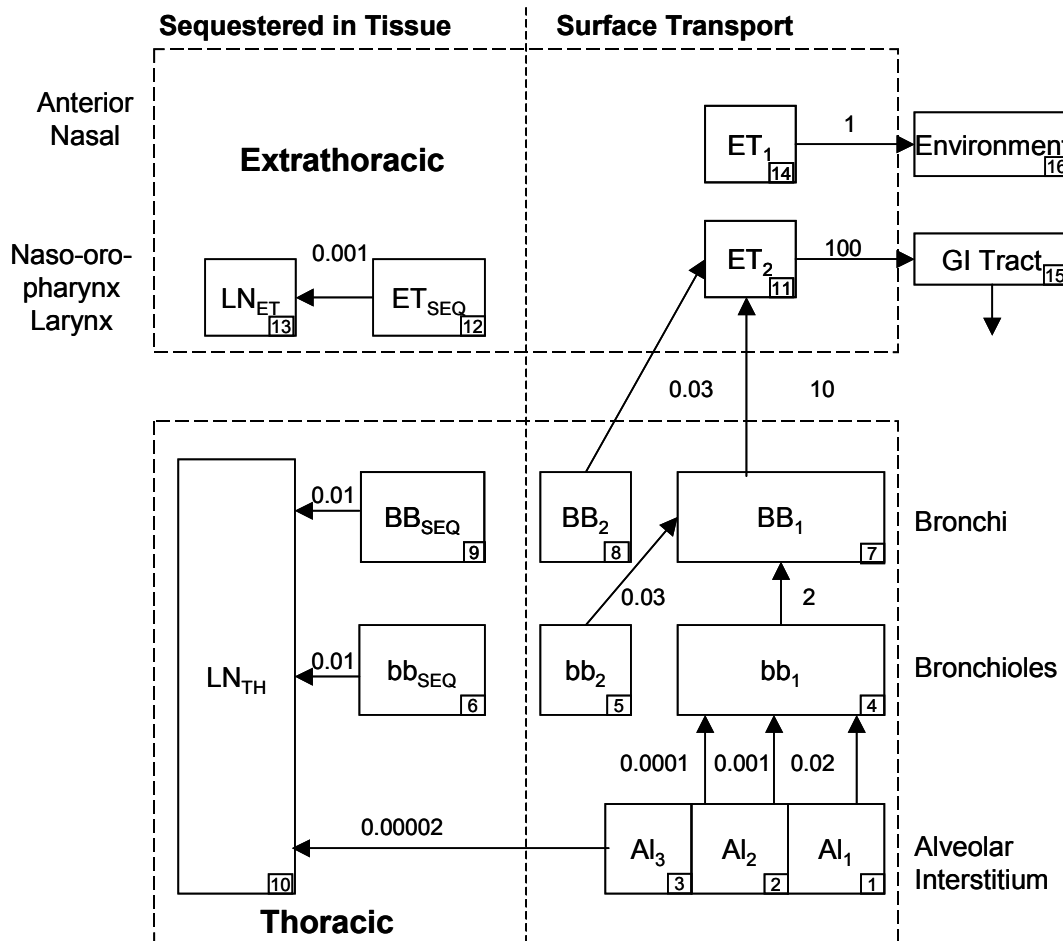 Sequestered in Tissue
Surface Transport
Anterior
Nasal
Extrathoracic
ET1
14
1
Environment
16
Naso-oro-
pharynx
Larynx
LNET
13
0.001
ETSEQ
12
ET2
11
100
GI Tract
15
0.03
10
LNTH
10
0.01
BBSEQ
9
BB2
8
BB1
7
Bronchi
0.03
2
0.01
bbSEQ
6
bb2
5
bb1
4
Bronchioles
0.0001
0.001
0.02
0.00002
AI3
3
AI2
2
AI1
1
Alveolar
Interstitium
Thoracic